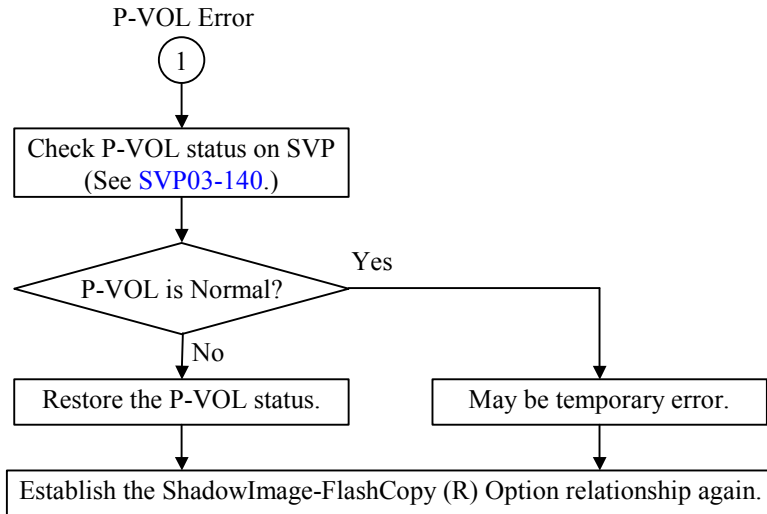 P-VOL Error
1
Check P-VOL status on SVP
(See SVP03-140.)
P-VOL is Normal?
Yes
No
Restore the P-VOL status.
May be temporary error.
Establish the ShadowImage-FlashCopy (R) Option relationship again.